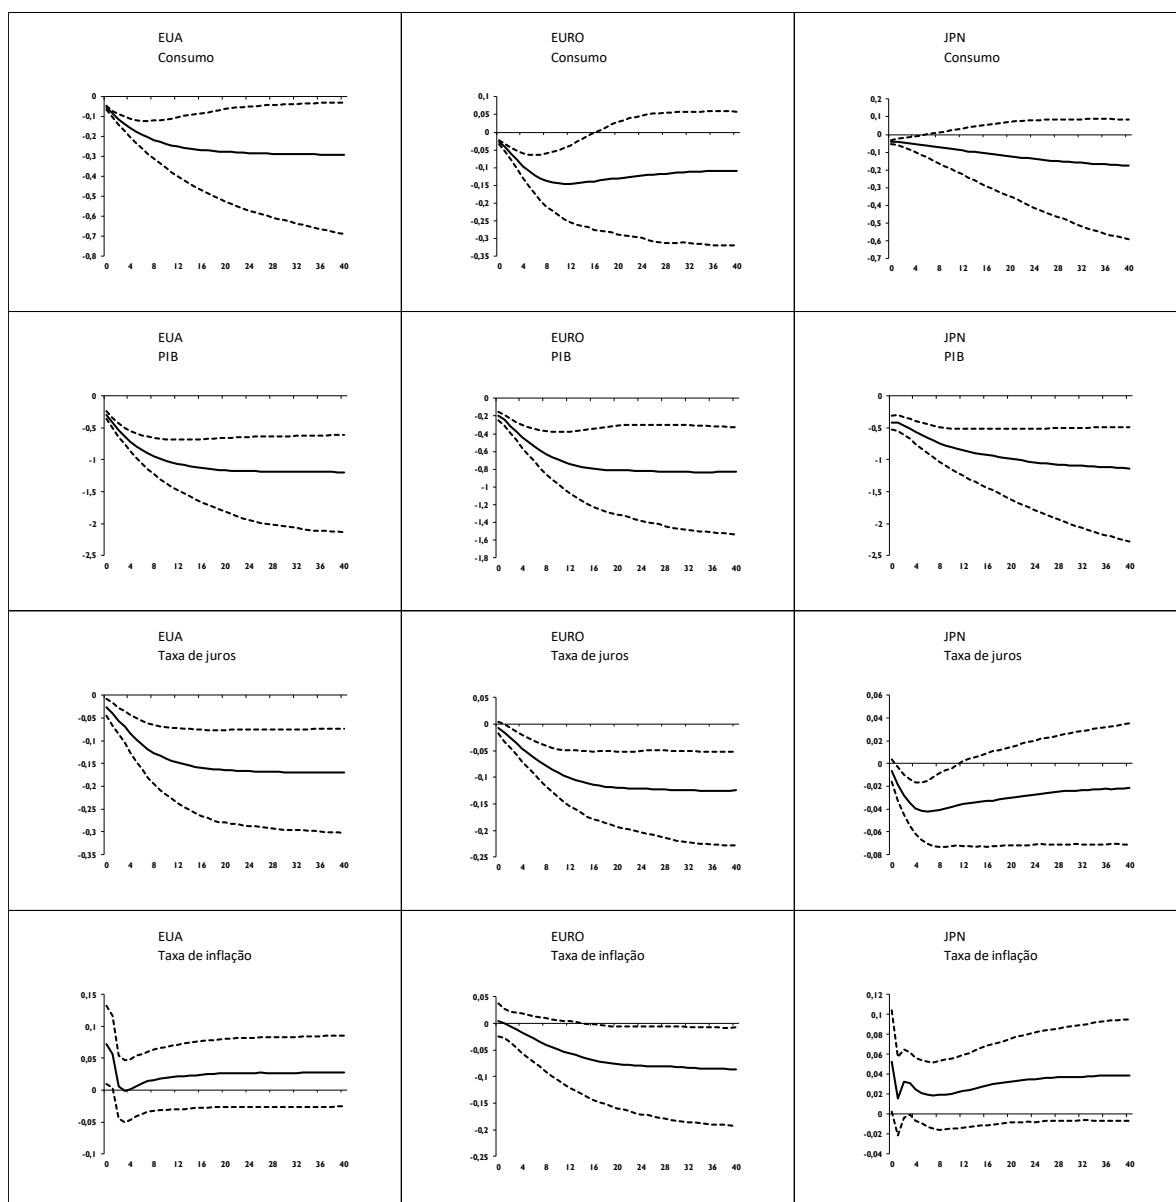 EUA
Consumo
0
-0,1
-0,2
-0,3
-0,4
-0,5
-0,6
-0,7
-0,8
0 4 8 12 16 20 24 28 32 36 40
EURO
Consumo
0,1
0,05
0
-0,05
-0,1
-0,15
-0,2
-0,25
-0,3
-0,35
0 4 8 12 16 20 24 28 32 36 40
JPN
Consumo
0,2
0,1
0
-0,1
-0,2
-0,3
-0,4
-0,5
-0,6
-0,7
0 4 8 12 16 20 24 28 32 36 40
EUA
PIB
0
-0,5
-1
-1,5
-2
-2,5
0 4 8 12 16 20 24 28 32 36 40
EURO
PIB
0
-0,2
-0,4
-0,6
-0,8
-1
-1,2
-1,4
-1,6
-1,8
0 4 8 12 16 20 24 28 32 36 40
JPN
PIB
0
-0,5
-1
-1,5
-2
-2,5
0 4 8 12 16 20 24 28 32 36 40
EUA
Taxa de juros
0
-0,05
-0,1
-0,15
-0,2
-0,25
-0,3
-0,35
0 4 8 12 16 20 24 28 32 36 40
EURO
Taxa de juros
0,05
0
-0,05
-0,1
-0,15
-0,2
-0,25
0 4 8 12 16 20 24 28 32 36 40
JPN
Taxa de juros
0,06
0,04
0,02
0
-0,02
-0,04
-0,06
-0,08
0 4 8 12 16 20 24 28 32 36 40
EUA
Taxa de inflação
0,15
0,1
0,05
0
-0,05
-0,1
0 4 8 12 16 20 24 28 32 36 40
EURO
Taxa de inflação
0,05
0
-0,05
-0,1
-0,15
-0,2
-0,25
0 4 8 12 16 20 24 28 32 36 40
JPN
Taxa de inflação
0,12
0,1
0,08
0,06
0,04
0,02
0
-0,02
-0,04
0 4 8 12 16 20 24 28 32 36 40